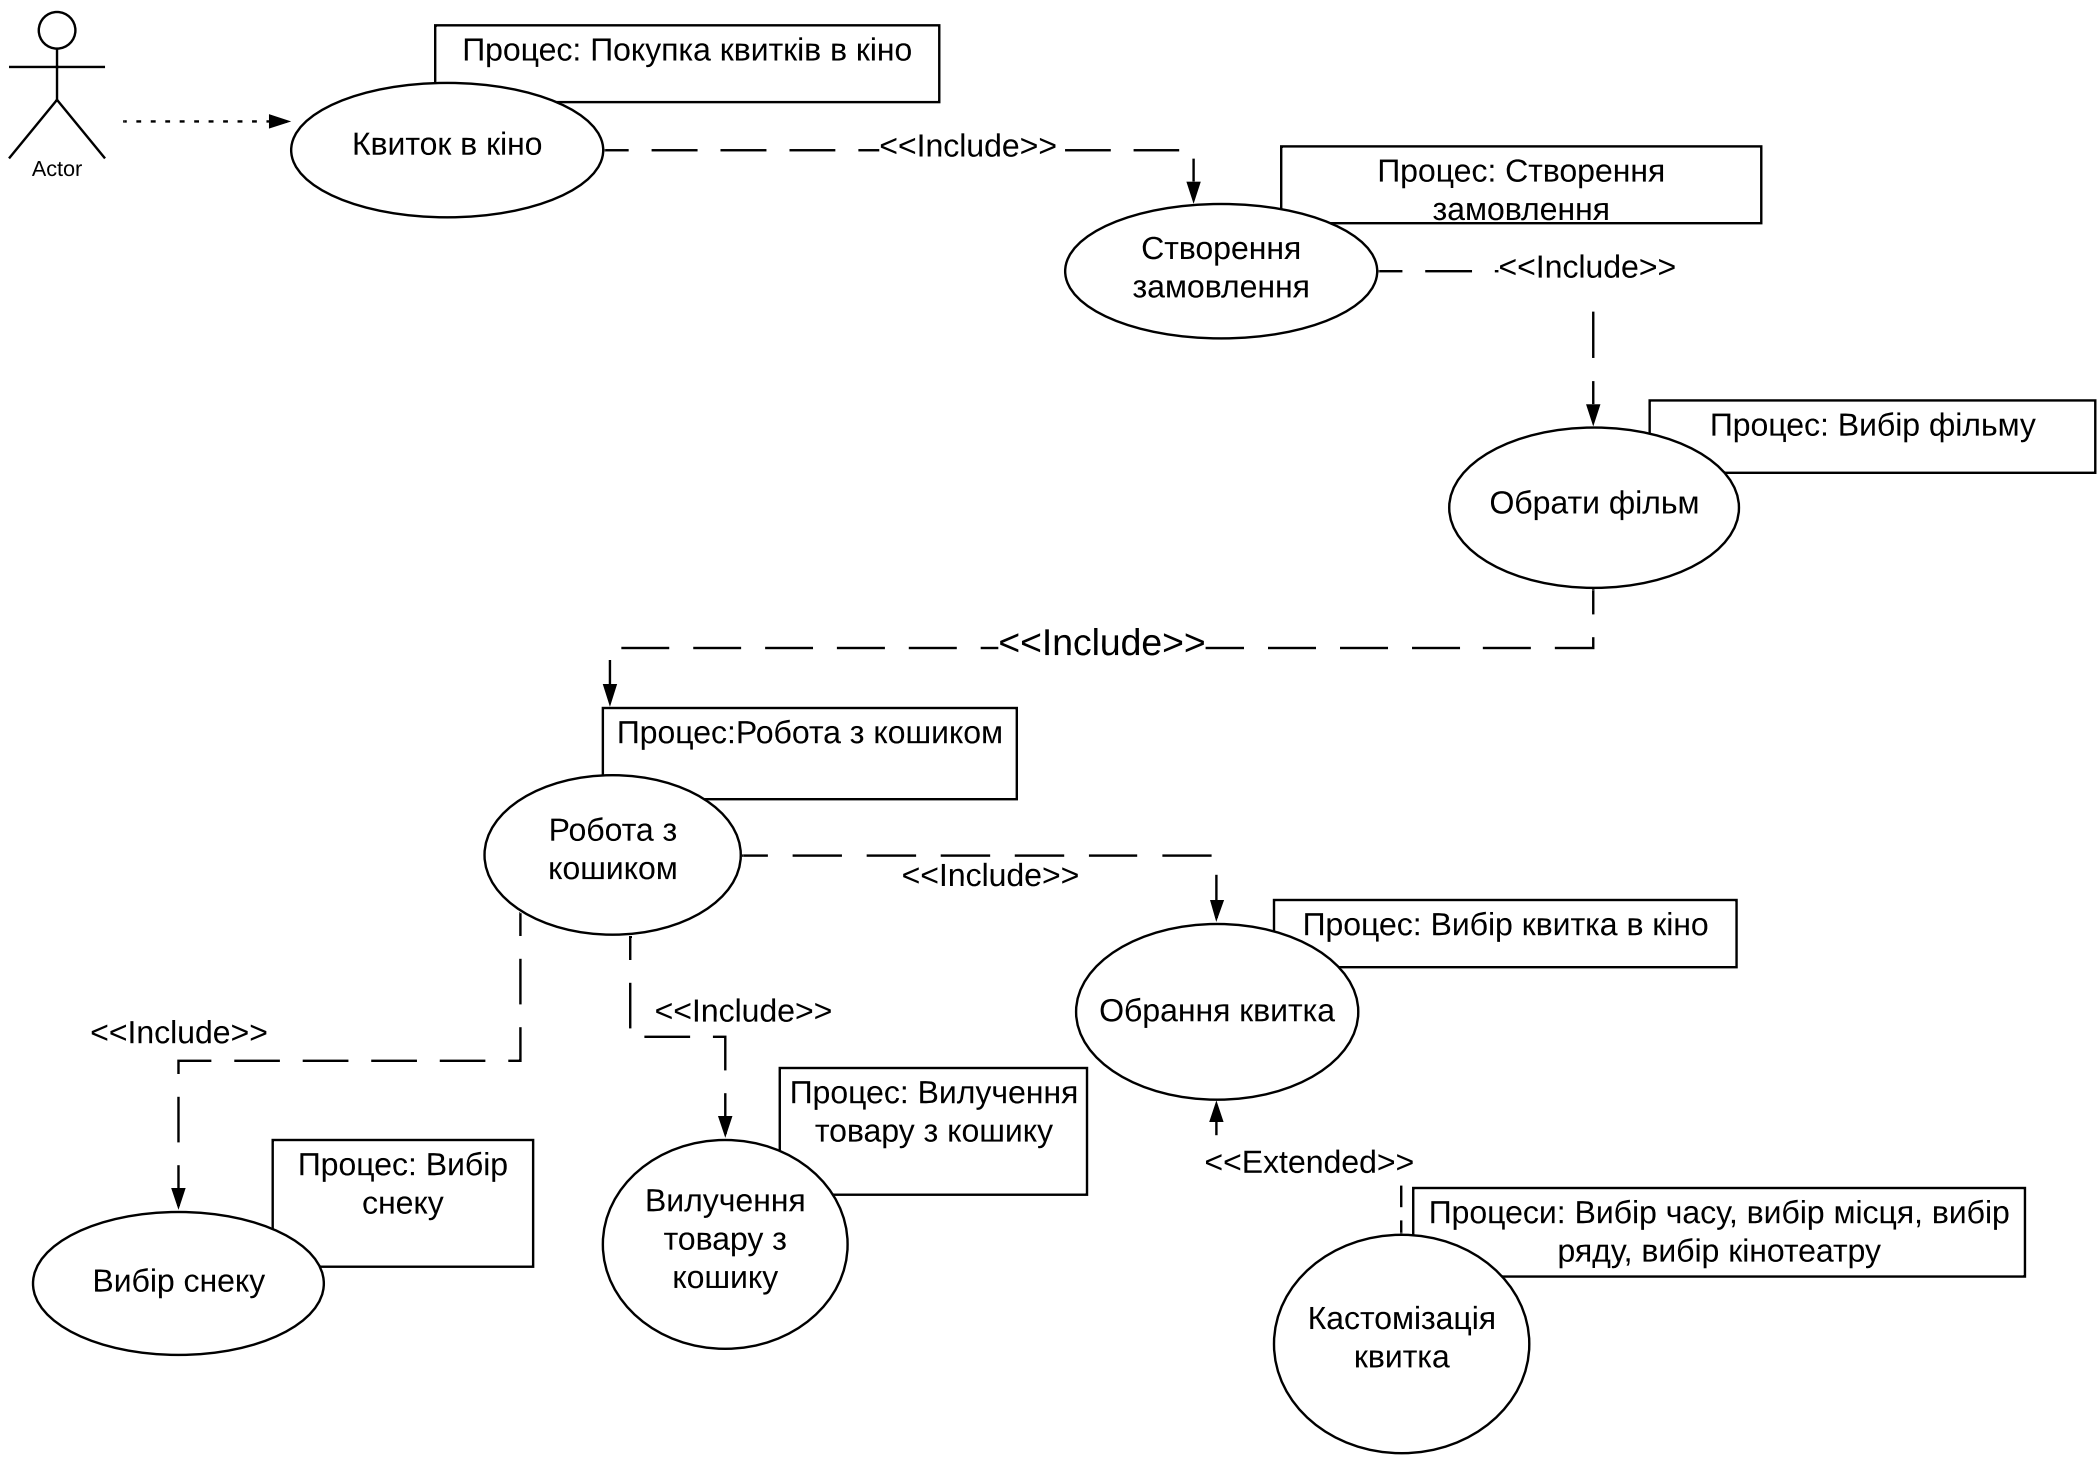 Actor
Процес: Покупка квитків в кіно
Квиток в кіно
<<Include>>
Процес: Створення
замовлення
Створення
замовлення
<<Include>>
Процес: Вибір фільму
Обрати фільм
<<Include>>
Процес:Робота з кошиком
Робота з
кошиком
<<Include>>
Процес: Вибір квитка в кіно
Обрання квитка
<<Include>>
<<Include>>
Процес: Вилучення
товару з кошику
Процес: Вибір
снеку
<<Extended>>
Процеси: Вибір часу, вибір місця, вибір
ряду, вибір кінотеатру
Вилучення
товару з
кошику
Вибір снеку
Кастомізація
квитка